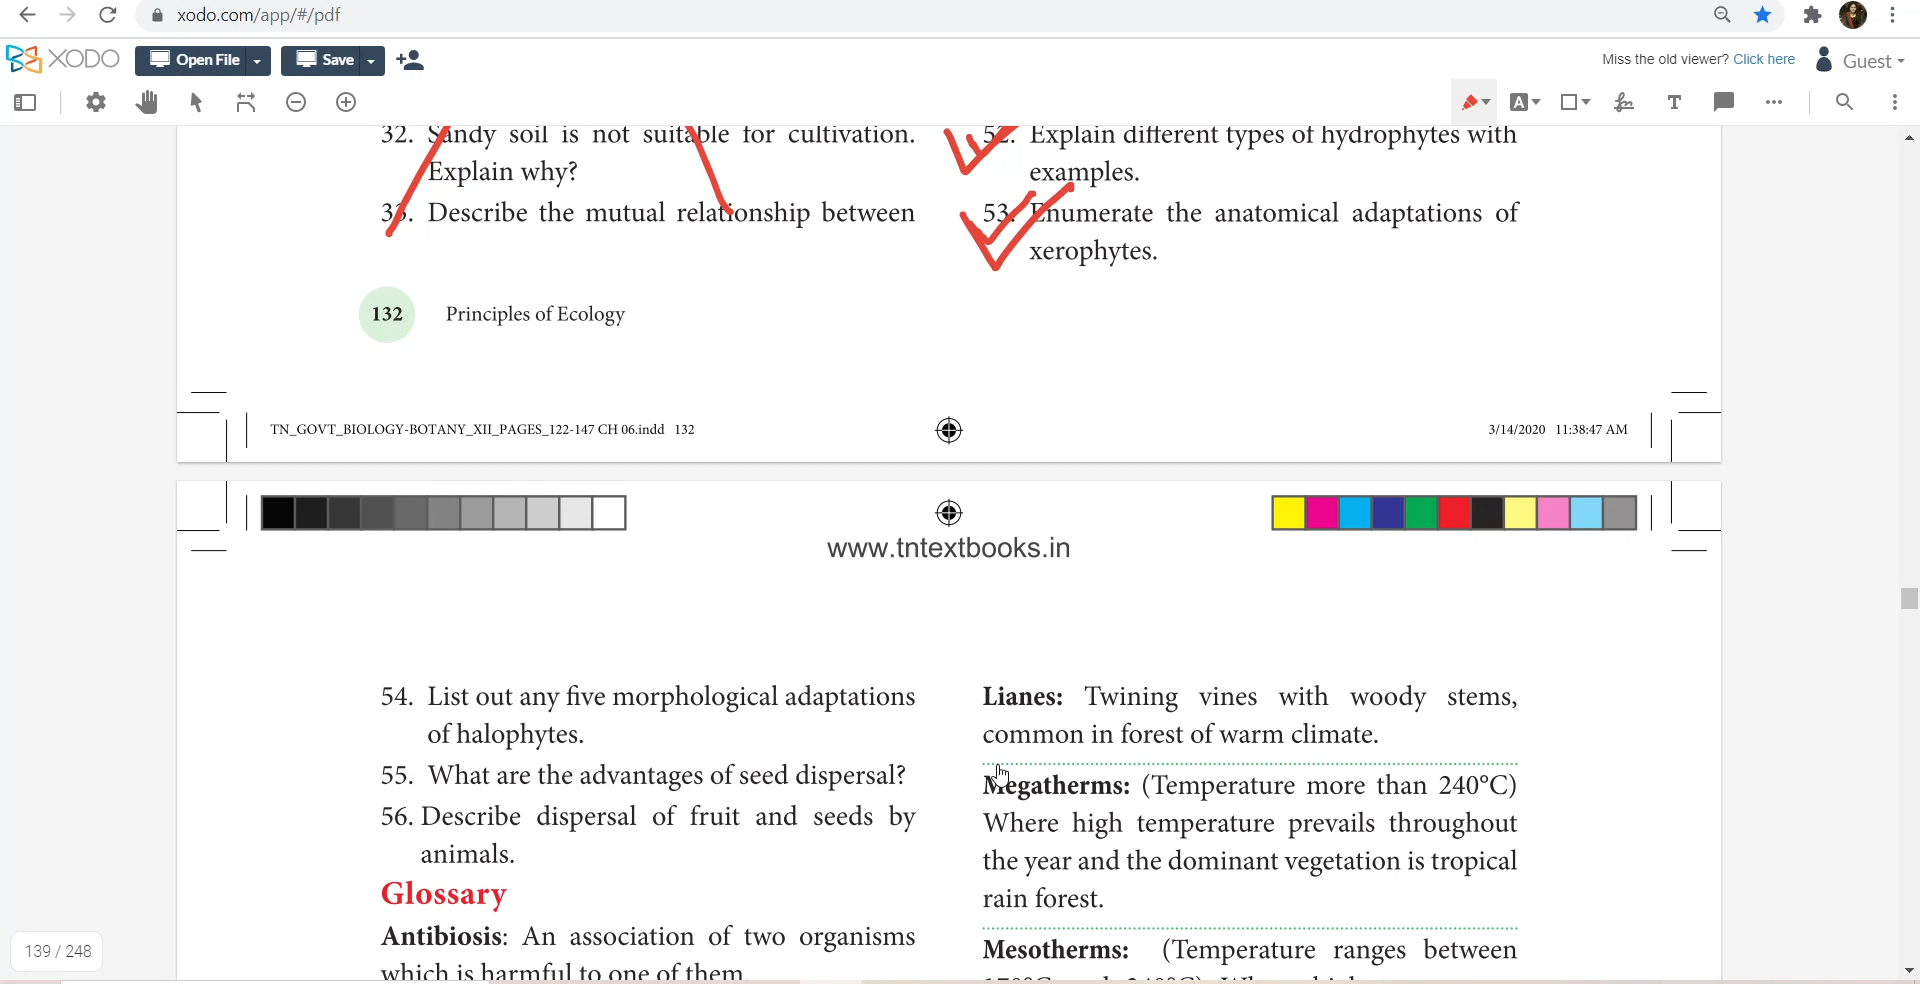 xodo.com/app/#/pdf
XODO
Open File
Save
Miss the old viewer? Click here
Guest
A
T
32. Sandy soil is not suitable for cultivation.
Explain why?
33. Describe the mutual relationship between
52. Explain different types of hydrophytes with
examples.
53. Enumerate the anatomical adaptations of
xerophytes.
132 Principles of Ecology
TN_GOVT_BIOLOGY-BOTANY_XII_PAGES_122-147 CH 06.indd 132
3/14/2020 11:38:47 AM
www.tntextbooks.in
54. List out any five morphological adaptations
of halophytes.
55. What are the advantages of seed dispersal?
56. Describe dispersal of fruit and seeds by
animals.
Glossary
Antibiosis: An association of two organisms
which is harmful to one of them.
Lianes: Twining vines with woody stems,
common in forest of warm climate.
Megatherms: (Temperature more than 240°C)
Where high temperature prevails throughout
the year and the dominant vegetation is tropical
rain forest.
Mesotherms: (Temperature ranges between
139 / 248